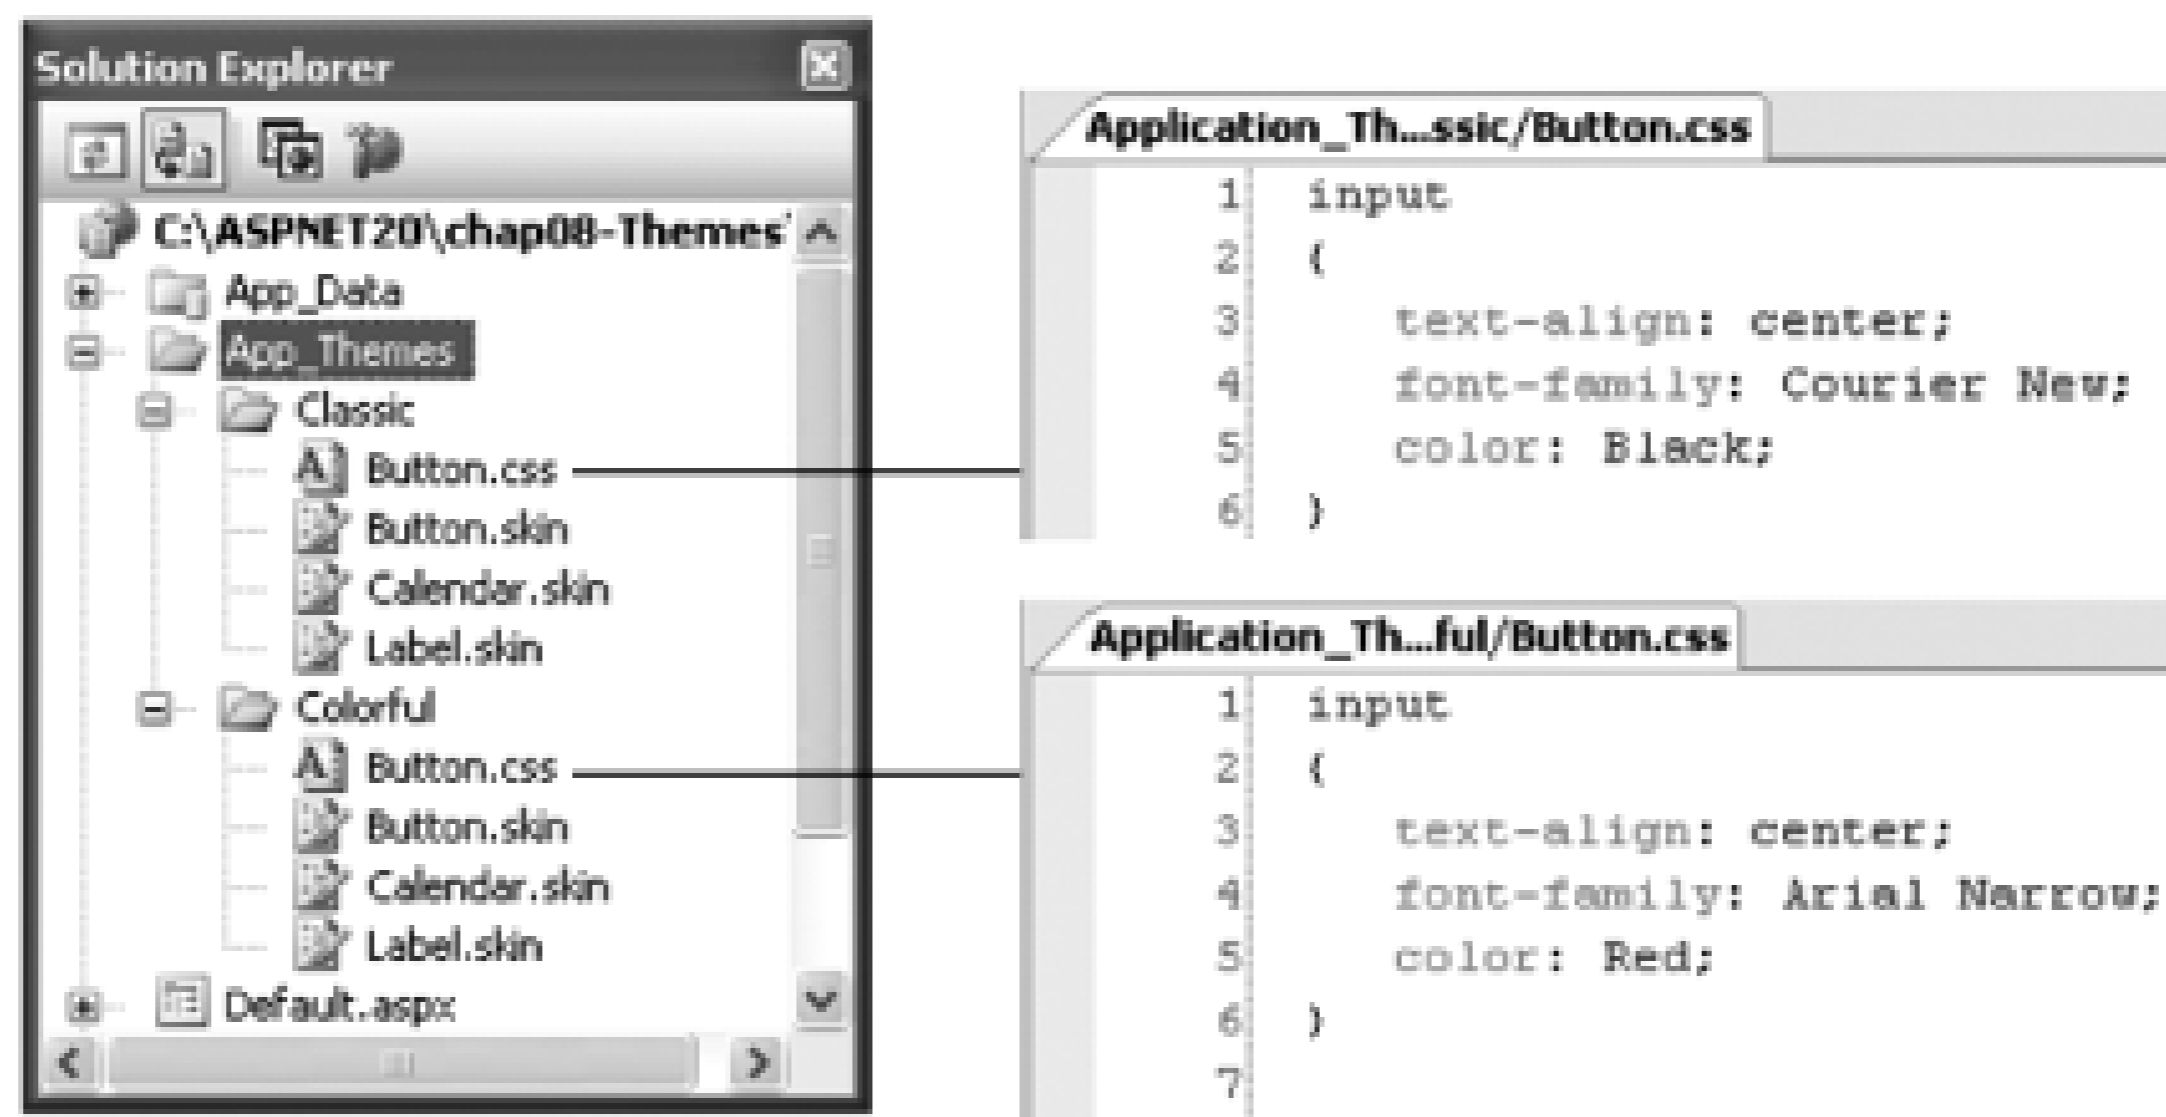 Solution Explorer
C:\ASPNET20\chap08-Themes\
App_Data
App_Themes
Classic
Button.css
Button.skin
Calendar.skin
Label.skin
Colorful
Button.css
Button.skin
Calendar.skin
Label.skin
Default.aspx
Application_Th...ssic/Button.css
1 input
2 {
3 text-align: center;
4 font-family: Courier New;
5 color: Black;
6 }
Application_Th...ful/Button.css
1 input
2 {
3 text-align: center;
4 font-family: Arial Narrow;
5 color: Red;
6 }
7